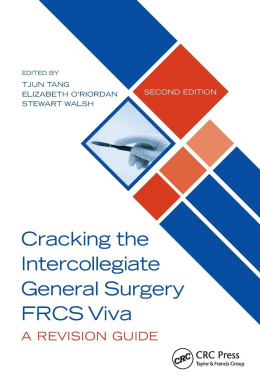 EDITED BY
TJUN TANG
ELIZABETH O'RIORDAN
STEWART WALSH
SECOND EDITION
Cracking the
Intercollegiate
General Surgery
FRCS Viva
A REVISION GUIDE
CRC
CRC Press
Taylor & Francis Group